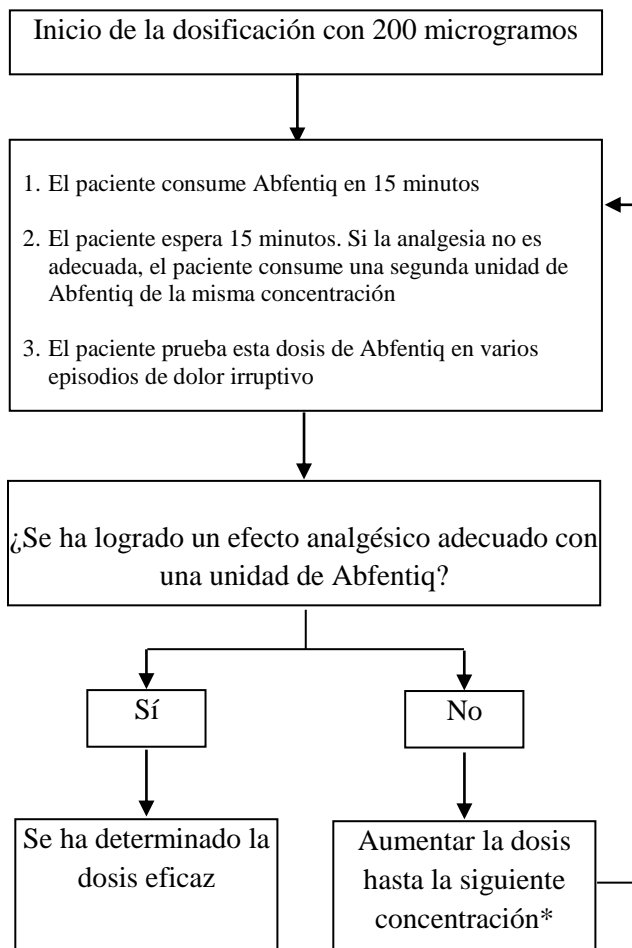 Inicio de la dosificación con 200 microgramos
1. El paciente consume Abfentiq en 15 minutos
2. El paciente espera 15 minutos. Si la analgesia no es
adecuada, el paciente consume una segunda unidad de
Abfentiq de la misma concentración
3. El paciente prueba esta dosis de Abfentiq en varios
episodios de dolor irruptivo
¿Se ha logrado un efecto analgésico adecuado con
una unidad de Abfentiq?
Sí
No
Se ha determinado la
dosis eficaz
Aumentar la dosis
hasta la siguiente
concentración*